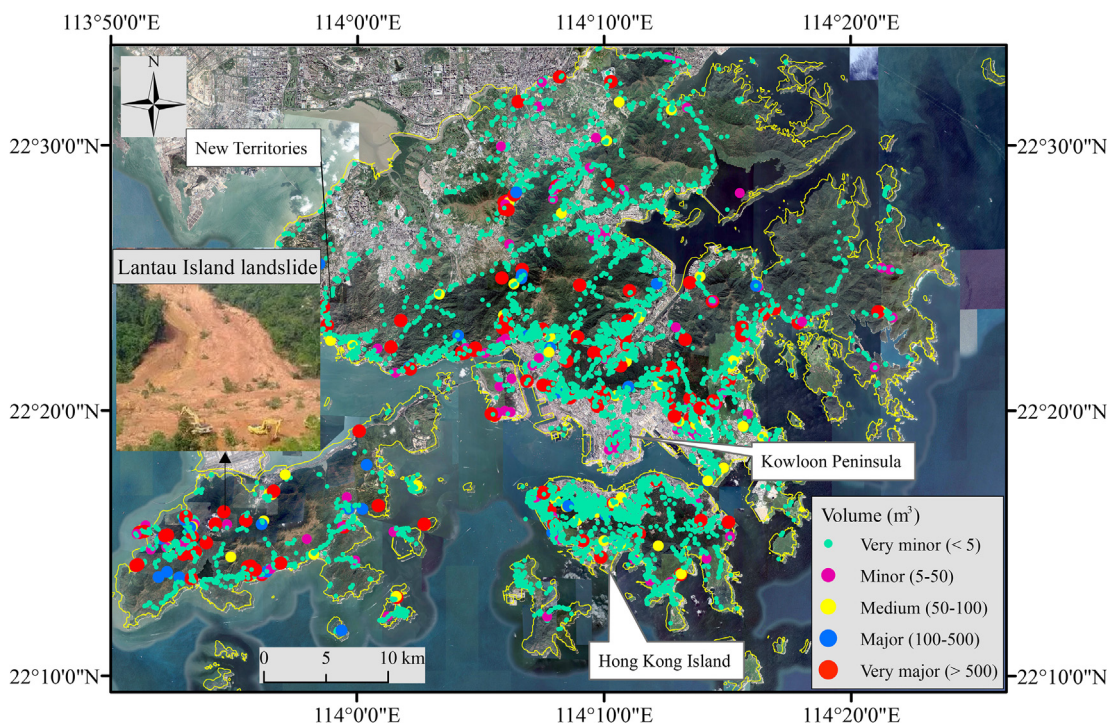 113°50'0"E 114°0'0"E 114°10'0"E 114°20'0"E
N
22°30'0"N 22°30'0"N
New Territories
Lantau Island landslide
22°20'0"N 22°20'0"N
Kowloon Peninsula
Volume (m³)
Very minor (< 5)
Minor (5-50)
Medium (50-100)
Major (100-500)
Very major (> 500)
Hong Kong Island
0 5 10 km
22°10'0"N 22°10'0"N
114°0'0"E 114°10'0"E 114°20'0"E